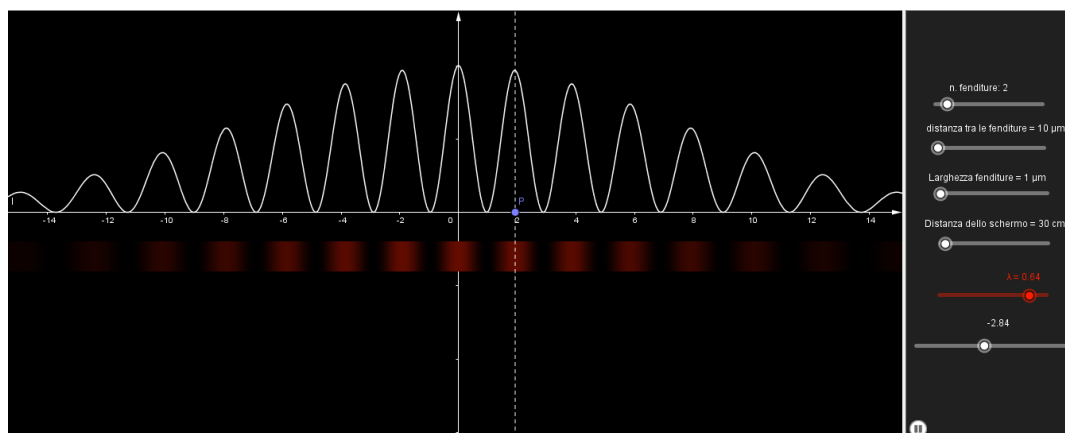 n. fenditure: 2
distanza tra le fenditure = 10 µm
Larghezza fenditure = 1 µm
Distanza dello schermo = 30 cm
λ = 0.64
-2.84
P
-14 -12 -10 -8 -6 -4 -2 0 2 4 6 8 10 12 14